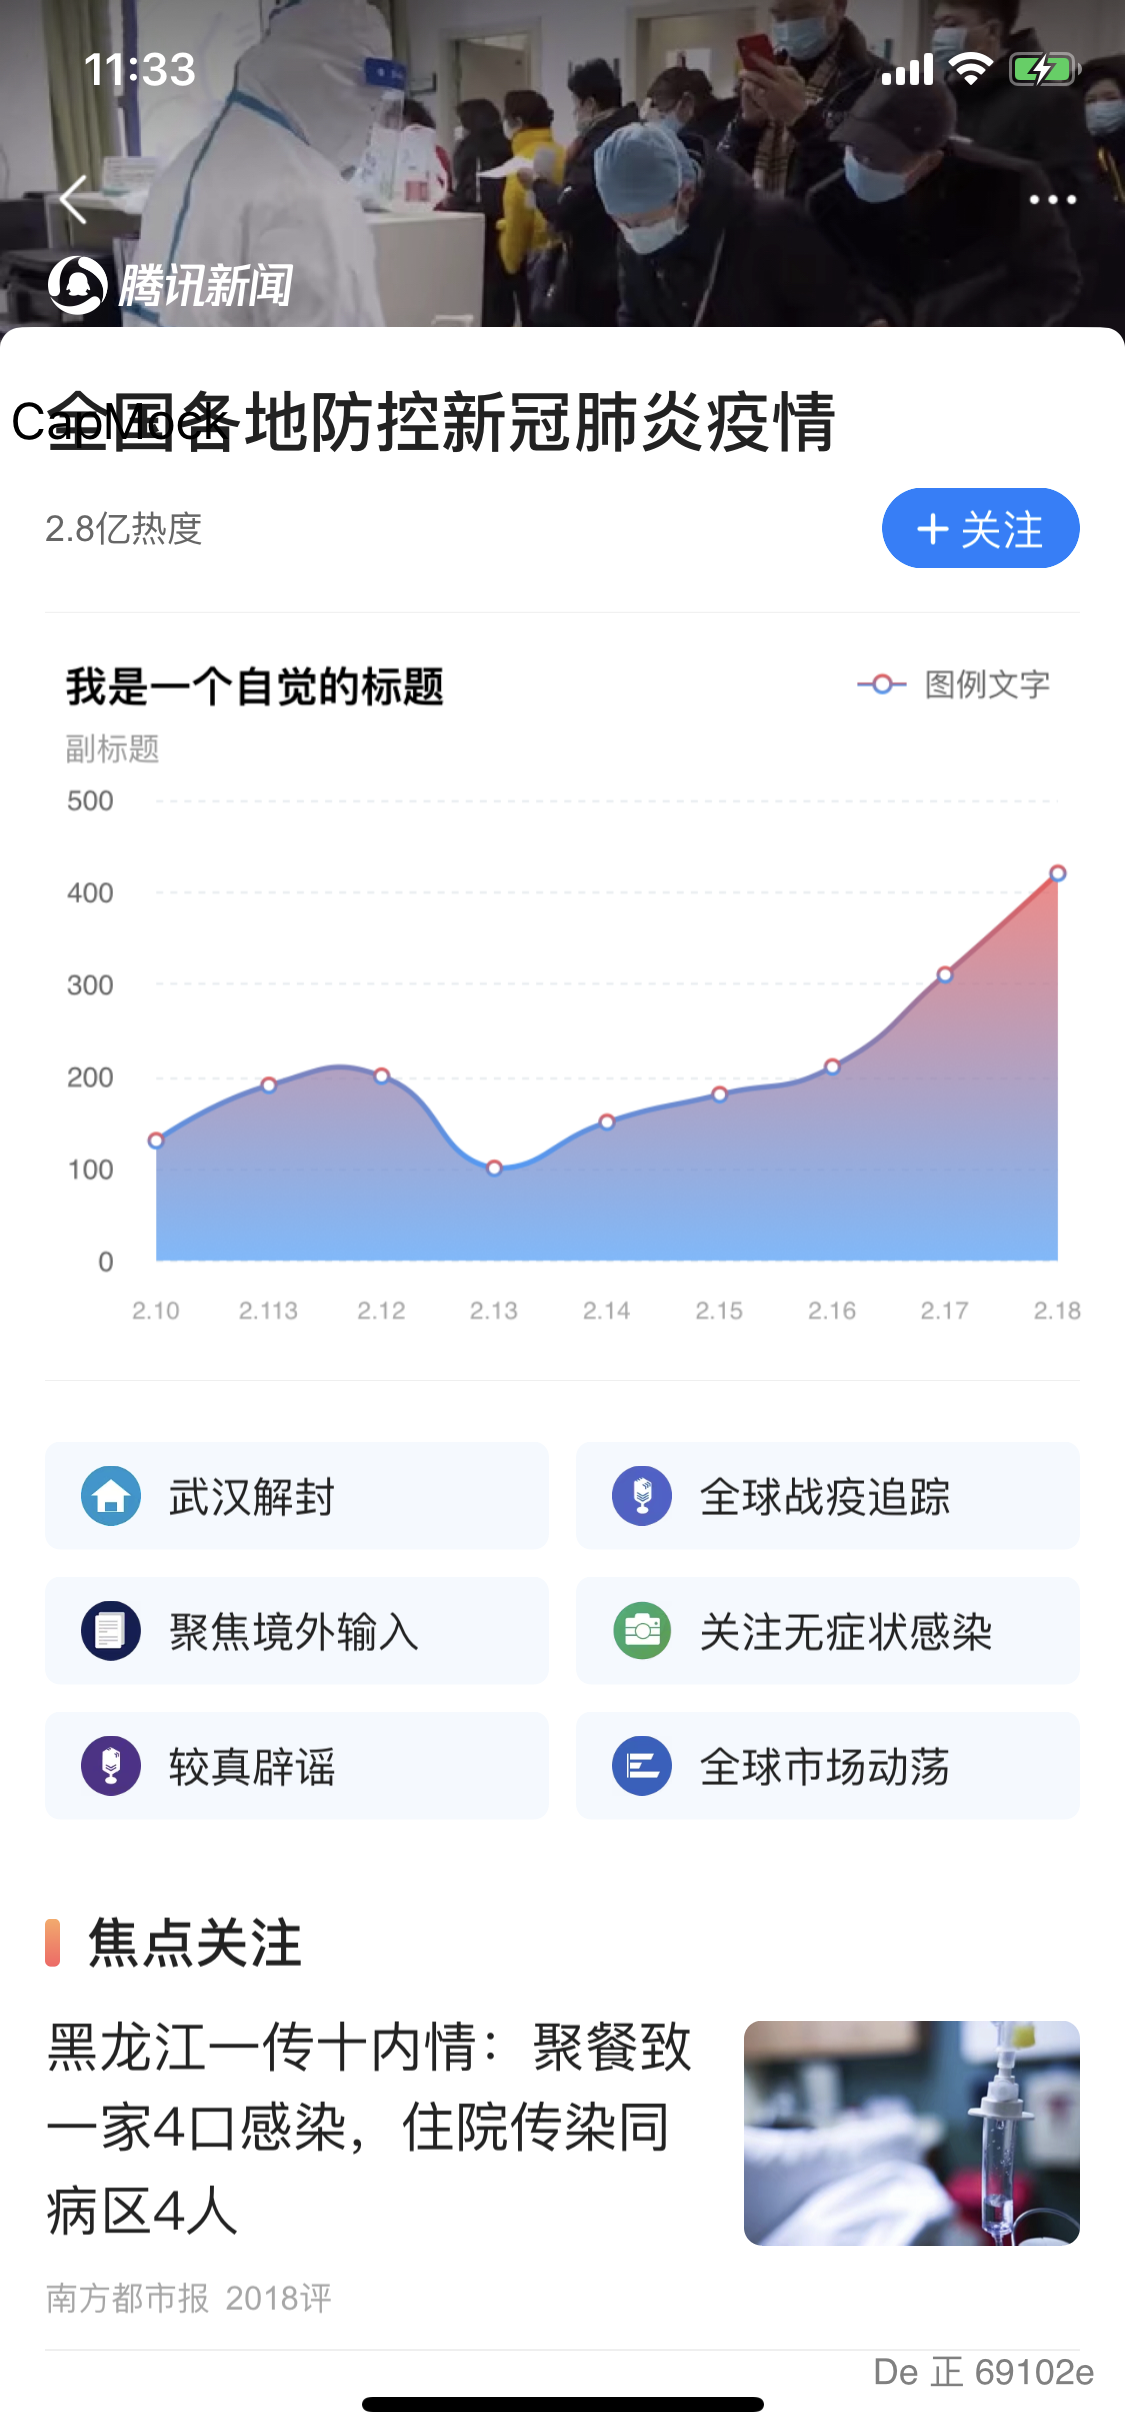 11:33
腾讯新闻
全国各地防控新冠肺炎疫情
CapMock
2.8亿热度
+ 关注
我是一个自觉的标题
图例文字
副标题
500
400
300
200
100
0
2.10 2.113 2.12 2.13 2.14 2.15 2.16 2.17 2.18
武汉解封
全球战疫追踪
聚焦境外输入
关注无症状感染
较真辟谣
全球市场动荡
焦点关注
黑龙江一传十内情：聚餐致
一家4口感染，住院传染同
病区4人
南方都市报 2018评
De 正 69102e